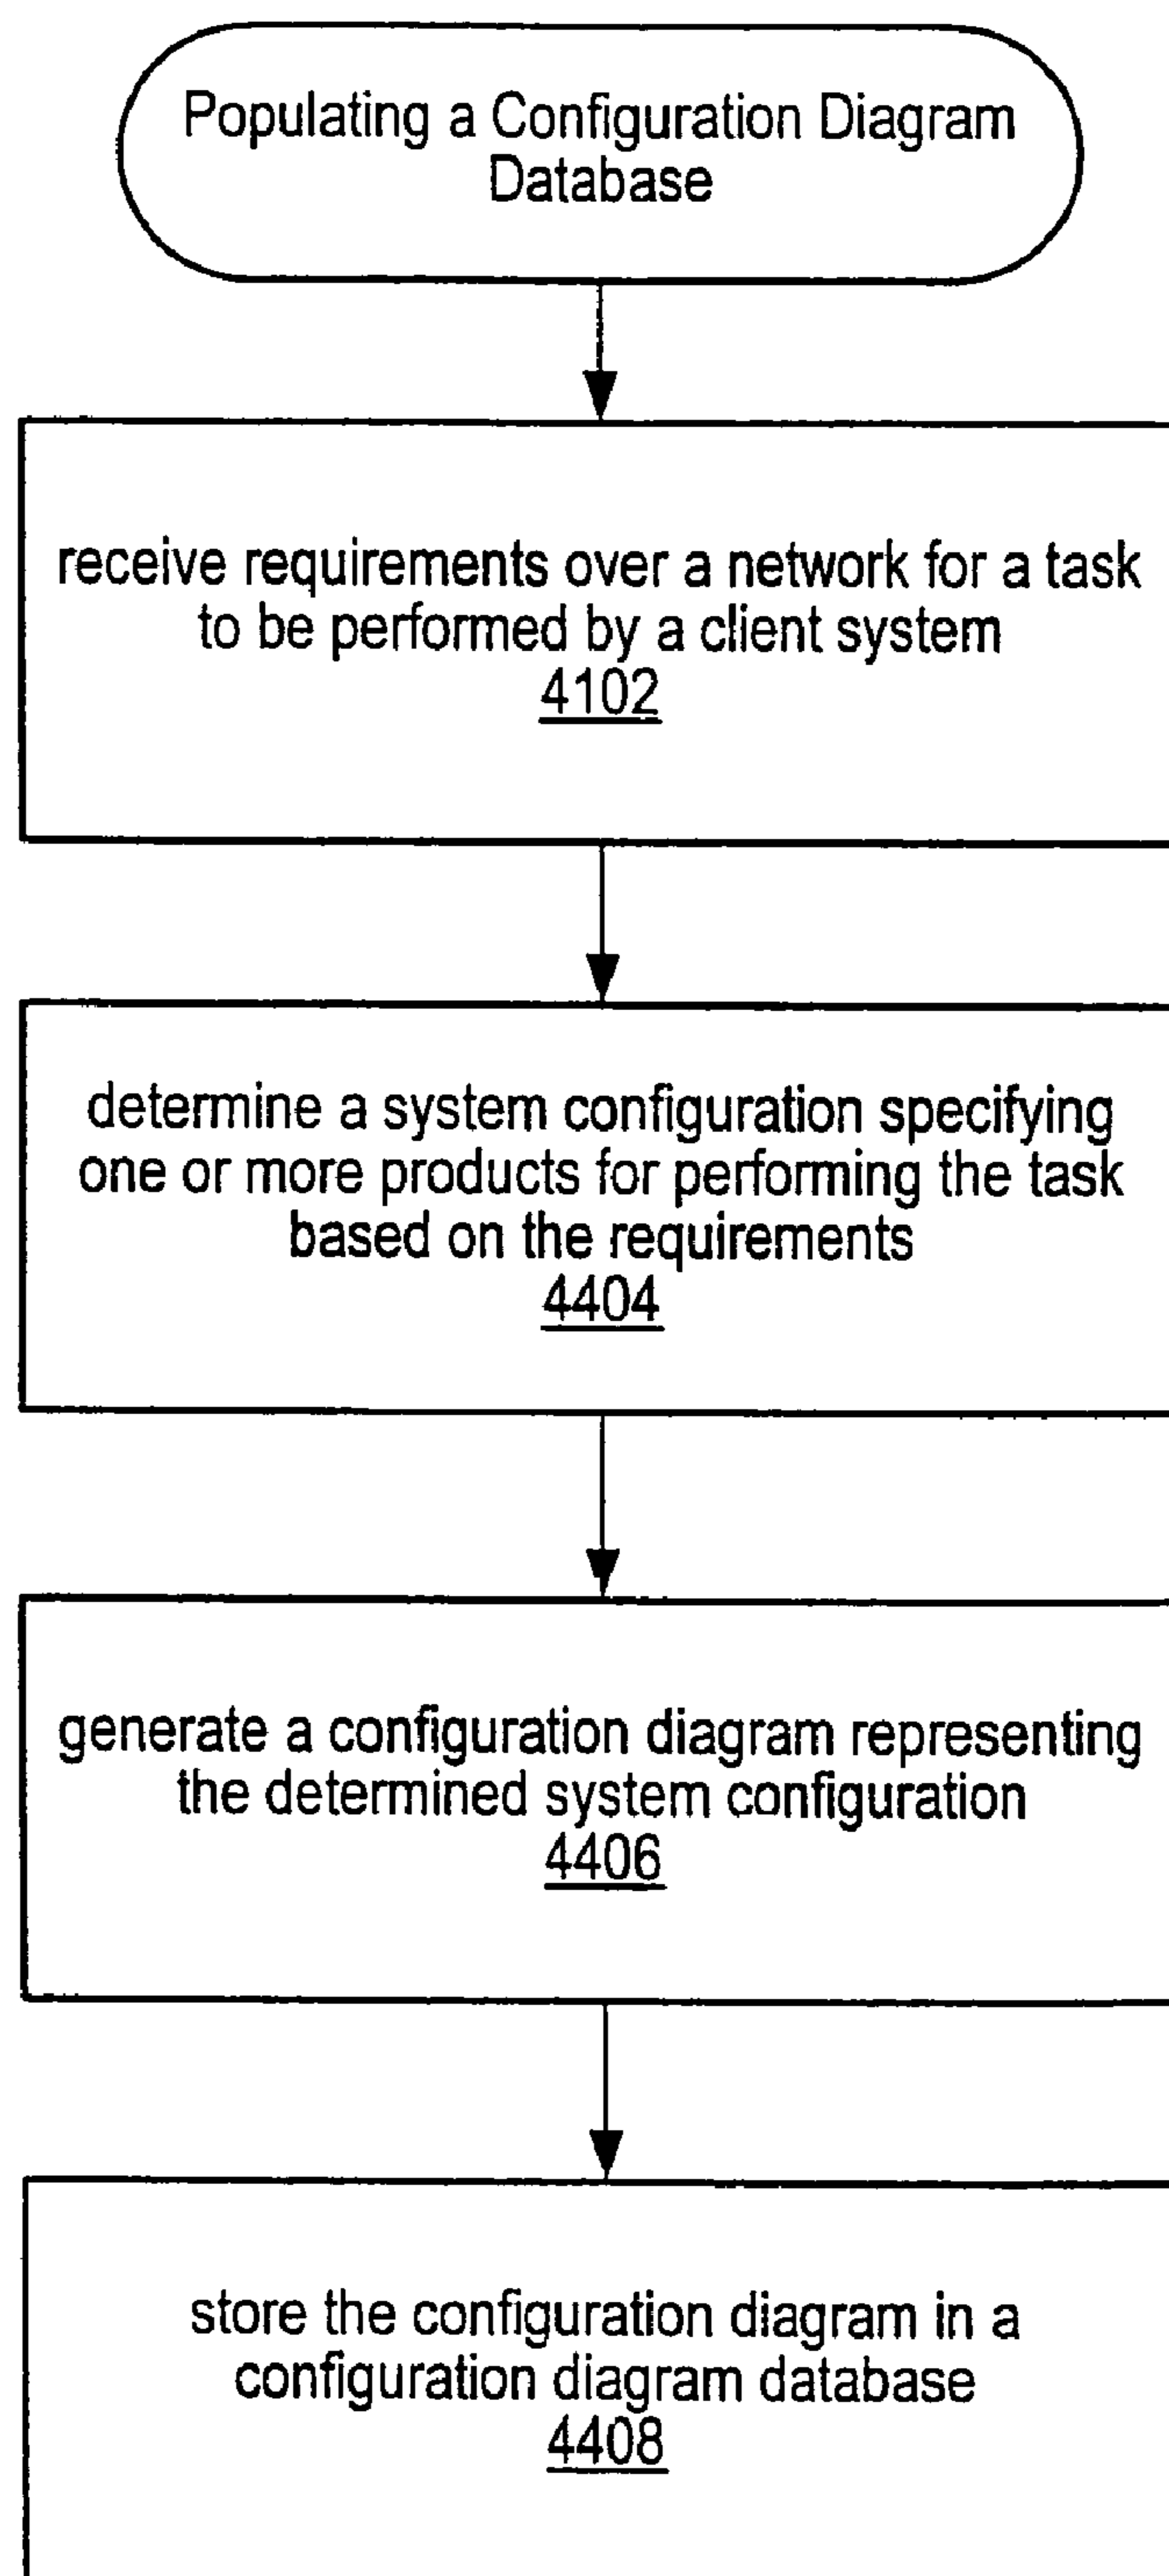 Populating a Configuration Diagram
Database
receive requirements over a network for a task
to be performed by a client system
4102
determine a system configuration specifying
one or more products for performing the task
based on the requirements
4404
generate a configuration diagram representing
the determined system configuration
4406
store the configuration diagram in a
configuration diagram database
4408